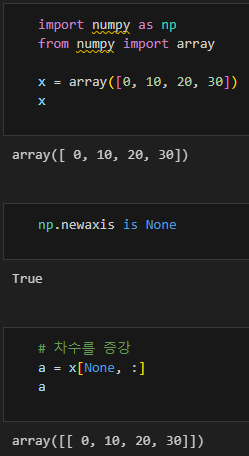 import numpy as np
from numpy import array
x = array([0, 10, 20, 30])
x
array([ 0, 10, 20, 30])
np.newaxis is None
True
# 차수를 증강
a = x[None, :]
a
array([[ 0, 10, 20, 30]])